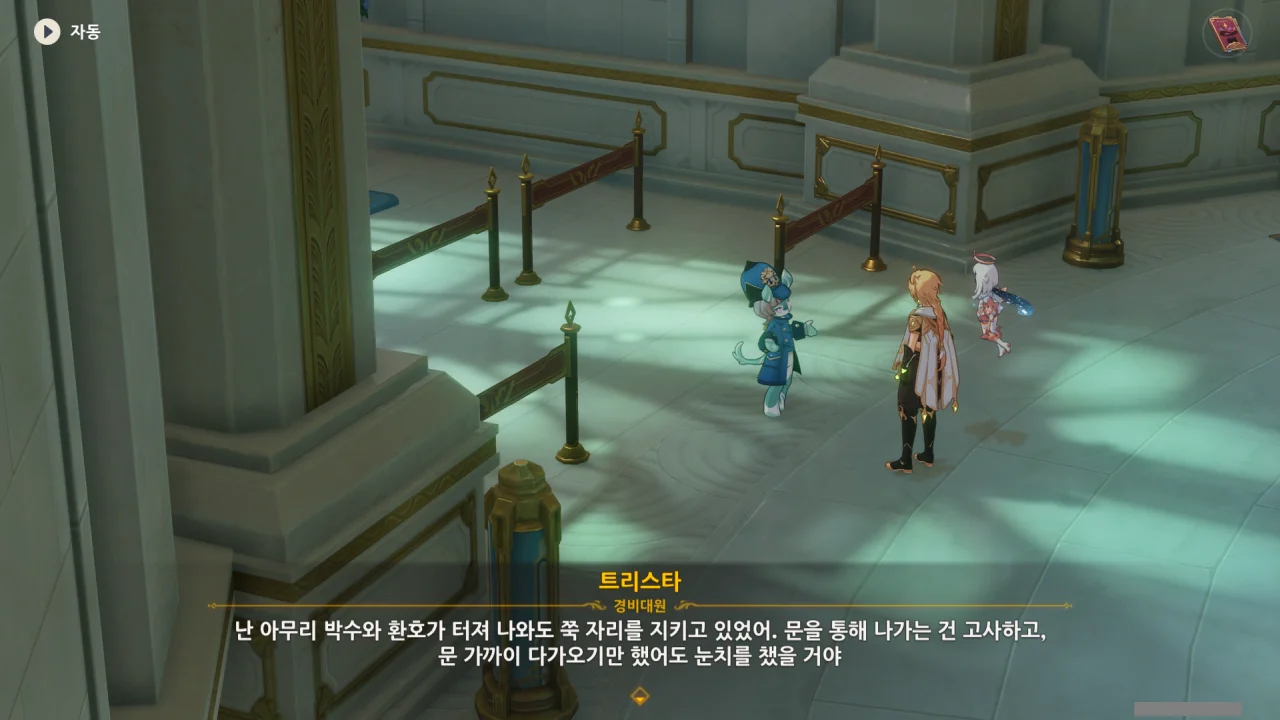 자동
트리스타
경비대원
난 아무리 박수와 환호가 터져 나와도 쭉 자리를 지키고 있었어. 문을 통해 나가는 건 고사하고,
문 가까이 다가오기만 했어도 눈치를 챘을 거야